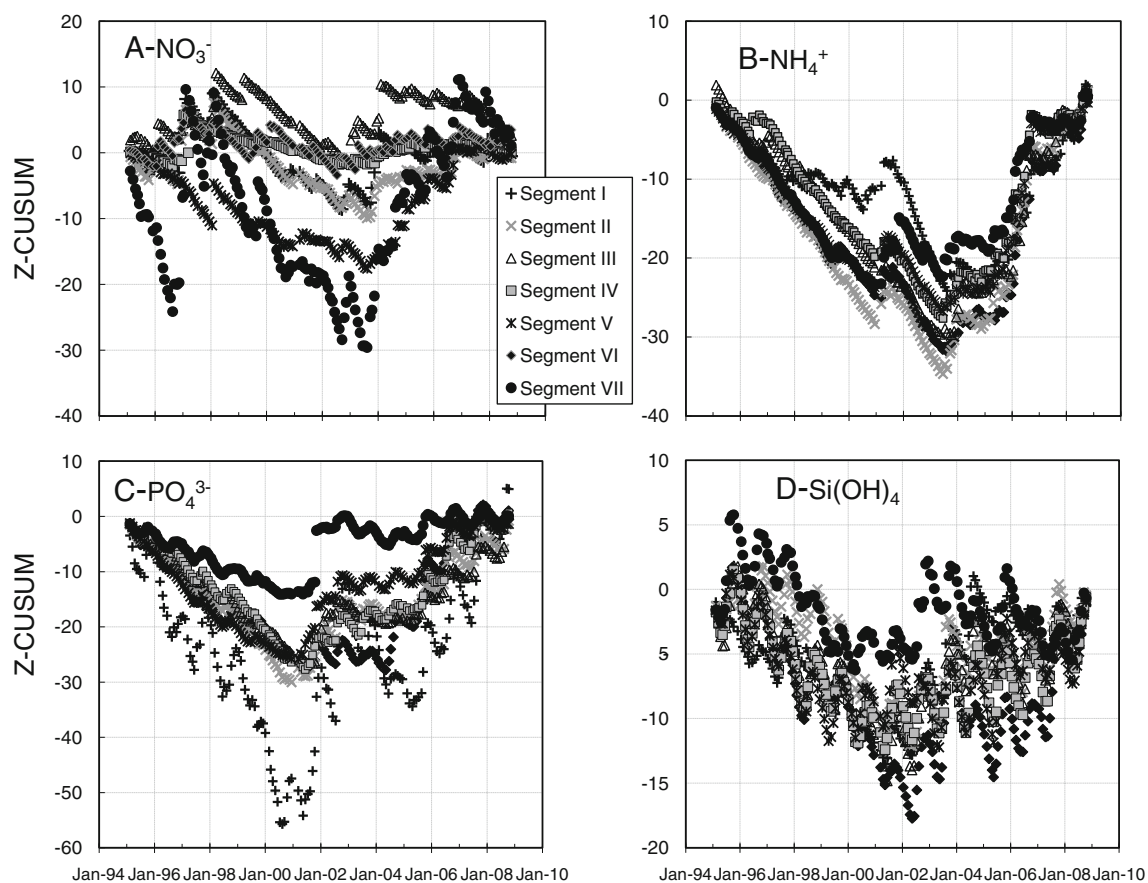 A-NO₃⁻
20
10
0
-10
-20
-30
-40
Z-CUSUM
Segment I
Segment II
Segment III
Segment IV
Segment V
Segment VI
Segment VII
B-NH₄⁺
10
0
-10
-20
-30
-40
C-PO₄³⁻
10
0
-10
-20
-30
-40
-50
-60
Z-CUSUM
Jan-94 Jan-96 Jan-98 Jan-00 Jan-02 Jan-04 Jan-06 Jan-08 Jan-10
D-Si(OH)₄
10
5
0
5
-10
-15
-20
Jan-94 Jan-96 Jan-98 Jan-00 Jan-02 Jan-04 Jan-06 Jan-08 Jan-10